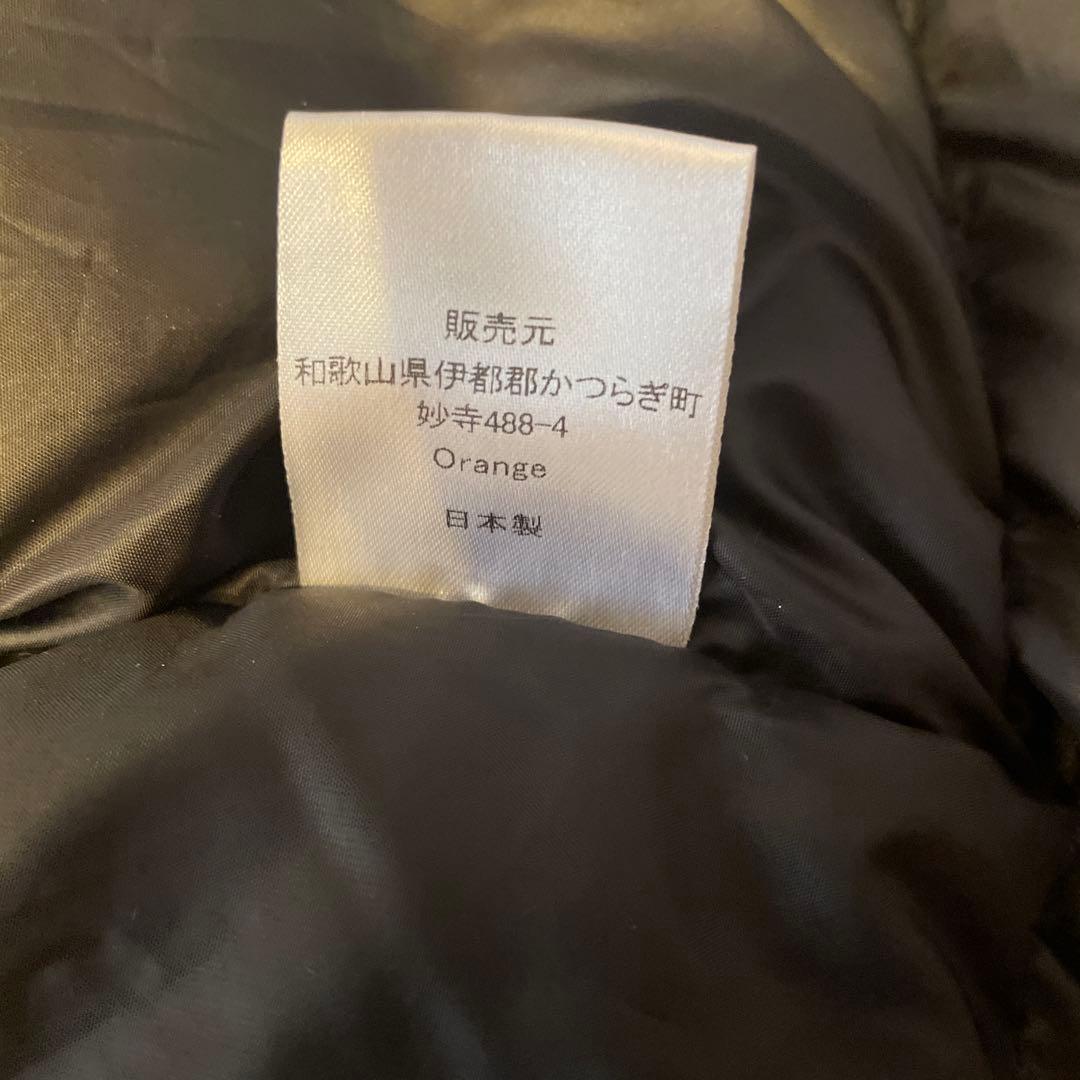 販売元
和歌山県伊都郡かつらぎ町
妙寺488-4
Orange
日本製